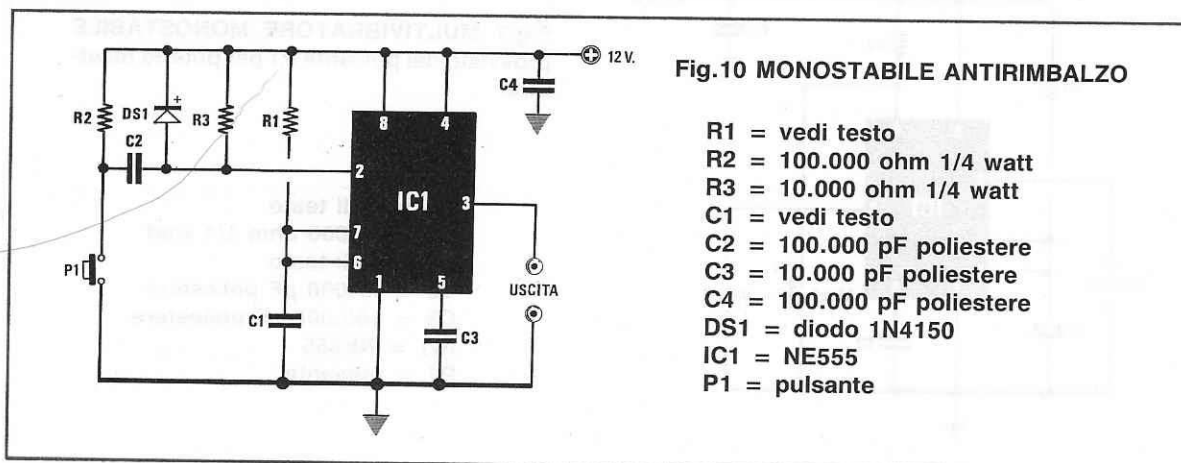 12 V.
C4
R2
DS1
+
R3
R1
C2
8
4
2
IC1
3
7
6
1
5
P1
C1
C3
USCITA
Fig.10 MONOSTABILE ANTIRIMBALZO
R1 = vedi testo
R2 = 100.000 ohm 1/4 watt
R3 = 10.000 ohm 1/4 watt
C1 = vedi testo
C2 = 100.000 pF poliestere
C3 = 10.000 pF poliestere
C4 = 100.000 pF poliestere
DS1 = diodo 1N4150
IC1 = NE555
P1 = pulsante